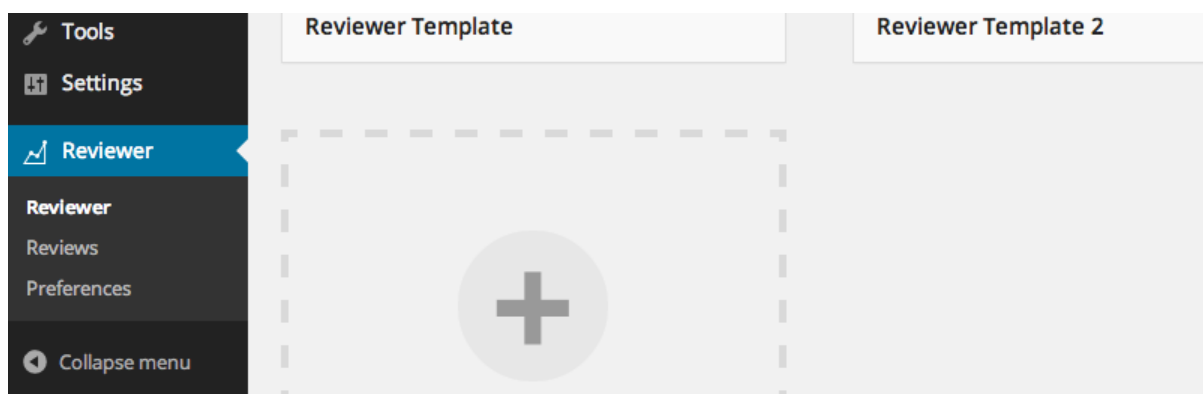 Tools
Settings
Reviewer
Reviewer
Reviews
Preferences
Collapse menu
Reviewer Template
Reviewer Template 2